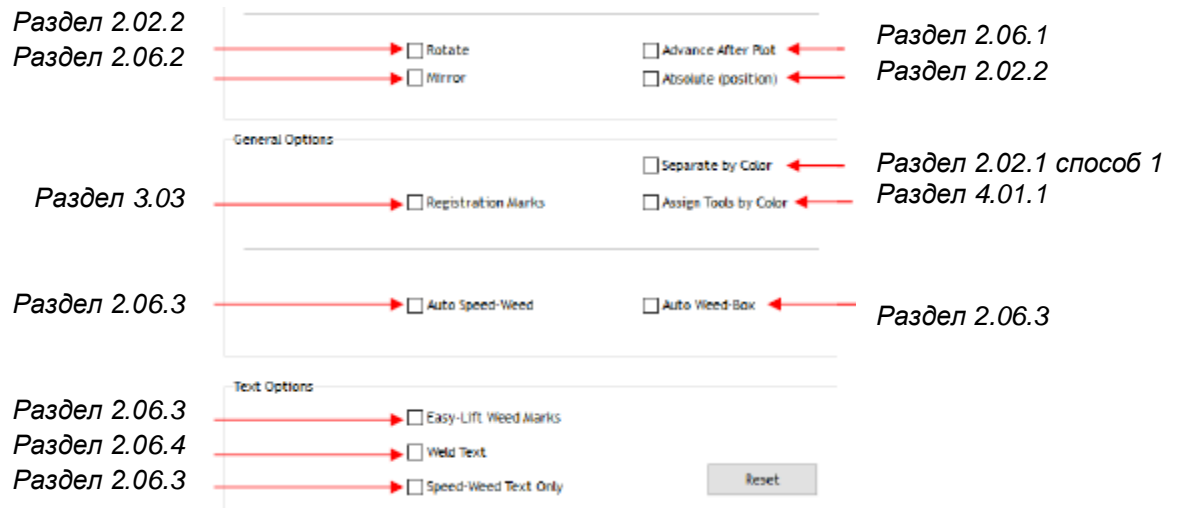 Раздел 2.02.2
Раздел 2.06.2
Rotate
Mirror
Advance After Plot
Absolute (position)
Раздел 2.06.1
Раздел 2.02.2
General Options
Separate by Color
Раздел 2.02.1 способ 1
Раздел 3.03
Registration Marks
Assign Tools by Color
Раздел 4.01.1
Раздел 2.06.3
Auto Speed-Weed
Auto Weed-Box
Раздел 2.06.3
Text Options
Раздел 2.06.3
Easy-Lift Weed Marks
Раздел 2.06.4
Weld Text
Раздел 2.06.3
Speed-Weed Text Only
Reset